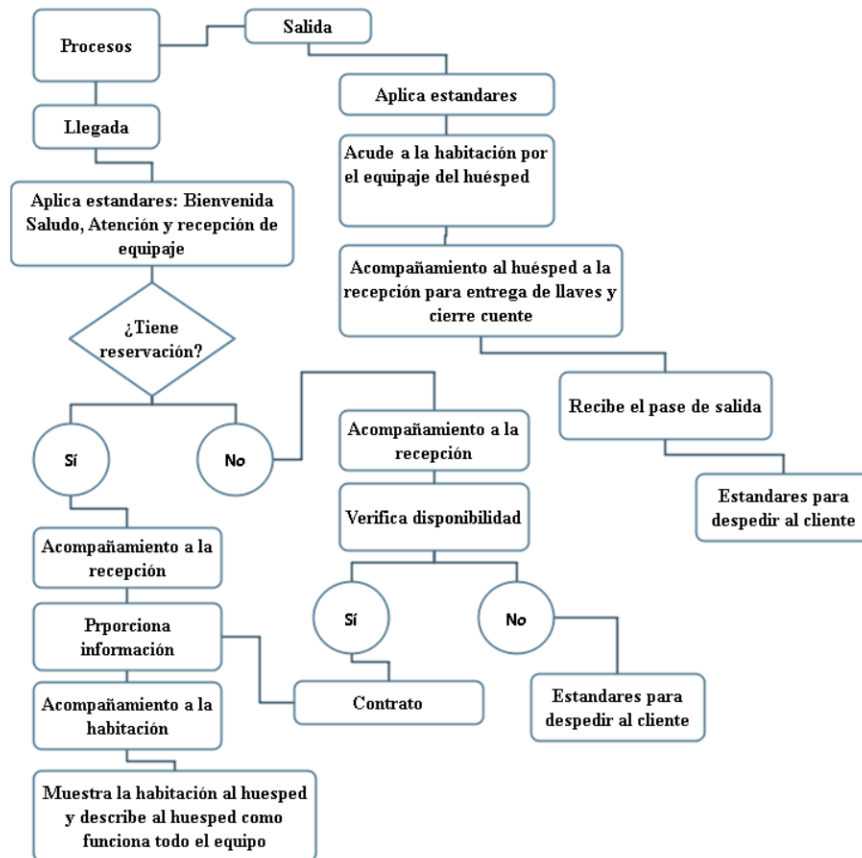 Procesos
Salida
Llegada
Aplica estandares
Aplica estandares: Bienvenida
Saludo, Atención y recepción de
equipaje
Acude a la habitación por
el equipaje del huésped
Acompañamiento al huésped a la
recepción para entrega de llaves y
cierre cuente
¿Tiene
reservación?
Recibe el pase de salida
Sí
No
Acompañamiento a la
recepción
Estandares para
despedir al cliente
Verifica disponibilidad
Acompañamiento a la
recepción
Sí
No
Prporciona
información
Contrato
Estandares para
despedir al cliente
Acompañamiento a la
habitación
Muestra la habitación al huesped
y describe al huesped como
funciona todo el equipo